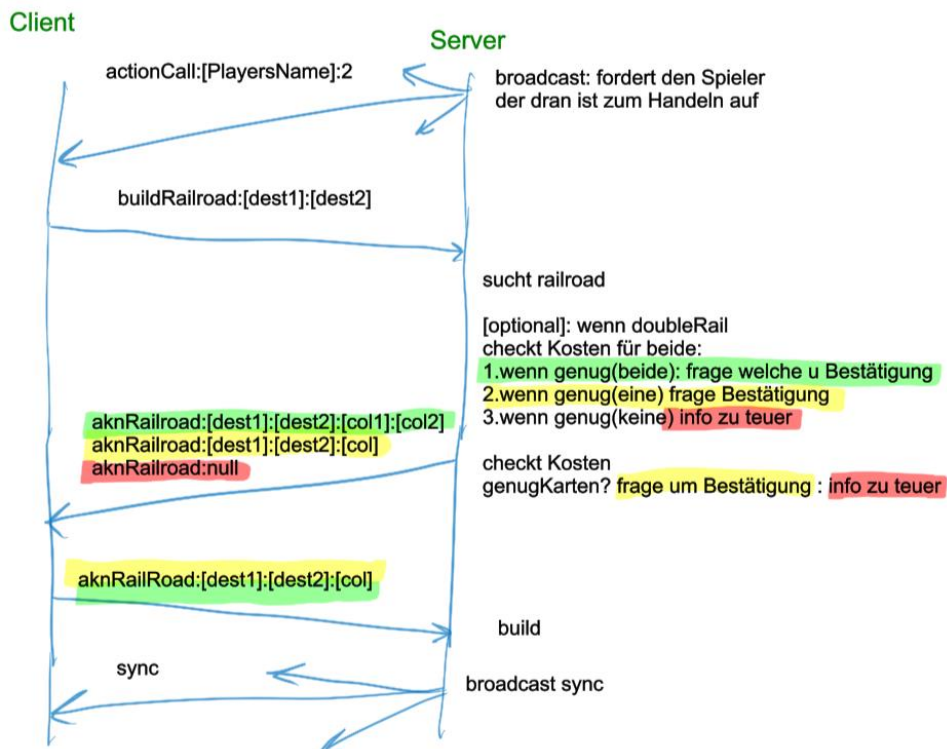 Client
Server
actionCall:[PlayersName]:2
broadcast: fordert den Spieler
der dran ist zum Handeln auf
buildRailroad:[dest1]:[dest2]
sucht railroad
[optional]: wenn doubleRail
checkt Kosten für beide:
1.wenn genug(beide): frage welche u Bestätigung
2.wenn genug(eine) frage Bestätigung
3.wenn genug(keine) info zu teuer
aknRailroad:[dest1]:[dest2]:[col1]:[col2]
aknRailroad:[dest1]:[dest2]:[col]
aknRailroad:null
checkt Kosten
genugKarten? frage um Bestätigung : info zu teuer
aknRailRoad:[dest1]:[dest2]:[col]
build
sync
broadcast sync